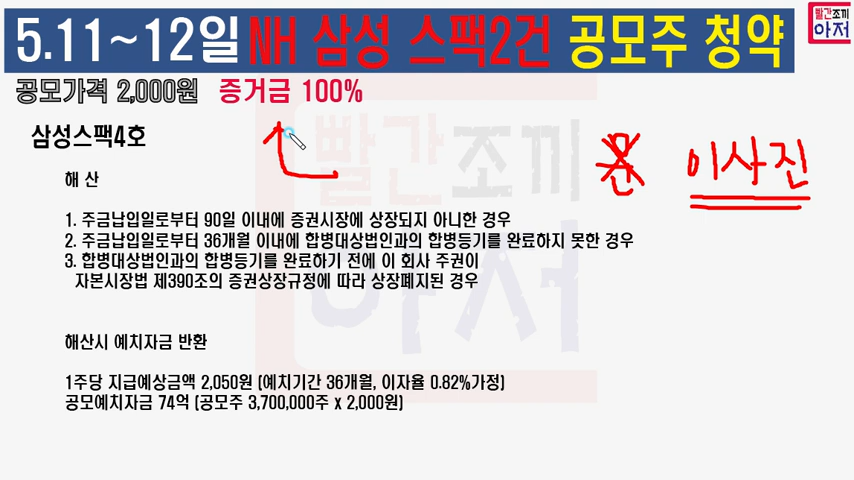 5.11~12일 NH 삼성 스팩2건 공모주 청약
빨간조끼
아저
공모가격 2,000원 증거금 100%
삼성스팩4호
이사진
해 산
1. 주금납입일로부터 90일 이내에 증권시장에 상장되지 아니한 경우
2. 주금납입일로부터 36개월 이내에 합병대상법인과의 합병등기를 완료하지 못한 경우
3. 합병대상법인과의 합병등기를 완료하기 전에 이 회사 주권이
자본시장법 제390조의 증권상장규정에 따라 상장폐지된 경우
빨간조끼
아저
해산시 예치자금 반환
1주당 지급예상금액 2,050원 (예치기간 36개월, 이자율 0.82%가정)
공모예치자금 74억 (공모주 3,700,000주 x 2,000원)